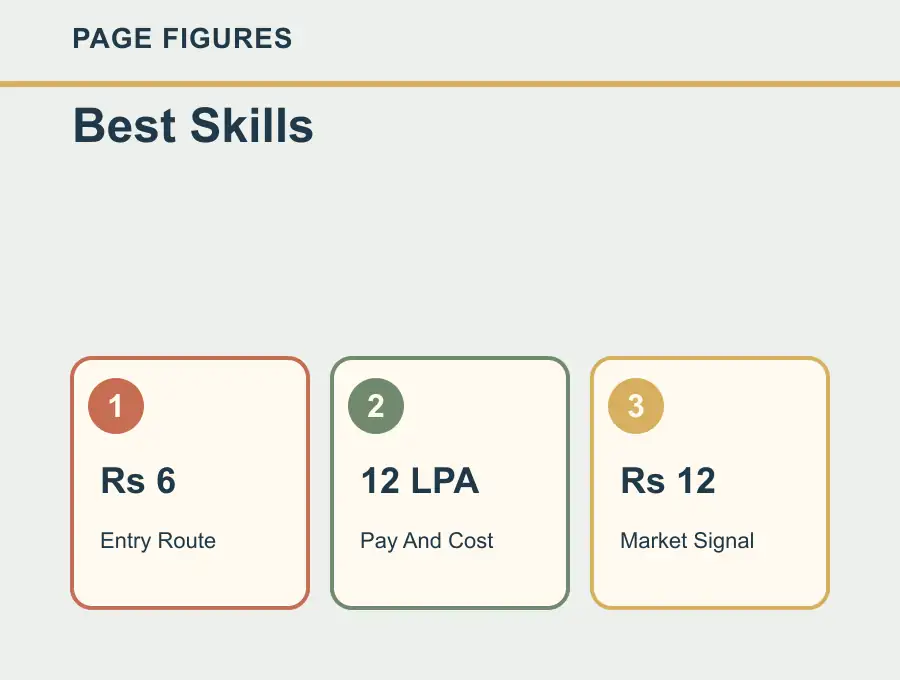 PAGE FIGURES
Best Skills
1
Rs 6
Entry Route
2
12 LPA
Pay And Cost
3
Rs 12
Market Signal